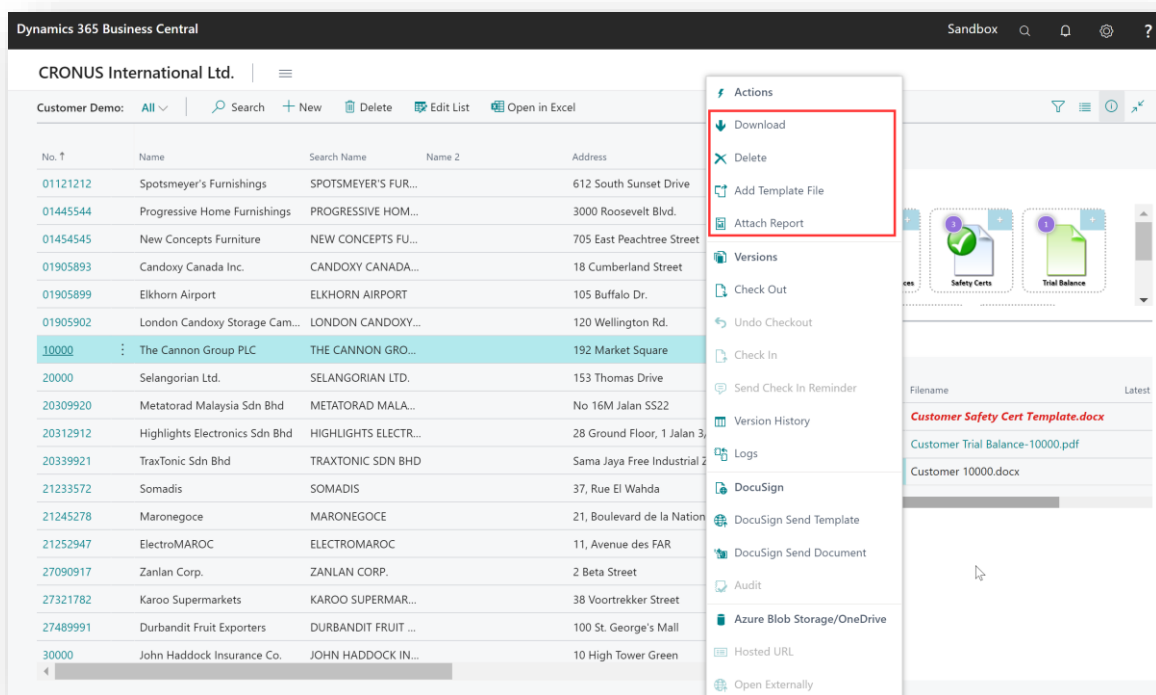 Dynamics 365 Business Central
Sandbox
?
CRONUS International Ltd.
Customer Demo: All Search New Delete Edit List Open in Excel
No. ↑ Name Search Name Name 2 Address
01121212 Spotsmeyer's Furnishings SPOTSMEYER'S FUR... 612 South Sunset Drive
01445544 Progressive Home Furnishings PROGRESSIVE HOM... 3000 Roosevelt Blvd.
01454545 New Concepts Furniture NEW CONCEPTS FU... 705 East Peachtree Street
01905893 Candoxy Canada Inc. CANDOXY CANADA... 18 Cumberland Street
01905899 Elkhorn Airport ELKHORN AIRPORT 105 Buffalo Dr.
01905902 London Candoxy Storage Cam... LONDON CANDOXY... 120 Wellington Rd.
10000 The Cannon Group PLC THE CANNON GRO... 192 Market Square
20000 Selangorian Ltd. SELANGORIAN LTD. 153 Thomas Drive
20309920 Metatorad Malaysia Sdn Bhd METATORAD MALA... No 16M Jalan SS22
20312912 Highlights Electronics Sdn Bhd HIGHLIGHTS ELECTR... 28 Ground Floor, 1 Jalan 3,
20339921 TraxTonic Sdn Bhd TRAXTONIC SDN BHD Sama Jaya Free Industrial
21233572 Somadis SOMADIS 37, Rue El Wahda
21245278 Maronegoce MARONEGOCE 21, Boulevard de la Nation
21252947 ElectroMAROC ELECTROMAROC 11, Avenue des FAR
27090917 Zanlan Corp. ZANLAN CORP. 2 Beta Street
27321782 Karoo Supermarkets KAROO SUPERMAR... 38 Voortrekker Street
27489991 Durbandit Fruit Exporters DURBANDIT FRUIT ... 100 St. George's Mall
30000 John Haddock Insurance Co. JOHN HADDOCK IN... 10 High Tower Green
Actions
Download
Delete
Add Template File
Attach Report
Versions
Check Out
Undo Checkout
Check In
Send Check In Reminder
Version History
Logs
DocuSign
DocuSign Send Template
DocuSign Send Document
Audit
Azure Blob Storage/OneDrive
Hosted URL
Open Externally
3 + 1 +
Safety Certs Trial Balance
Filename Latest
Customer Safety Cert Template.docx
Customer Trial Balance-10000.pdf
Customer 10000.docx